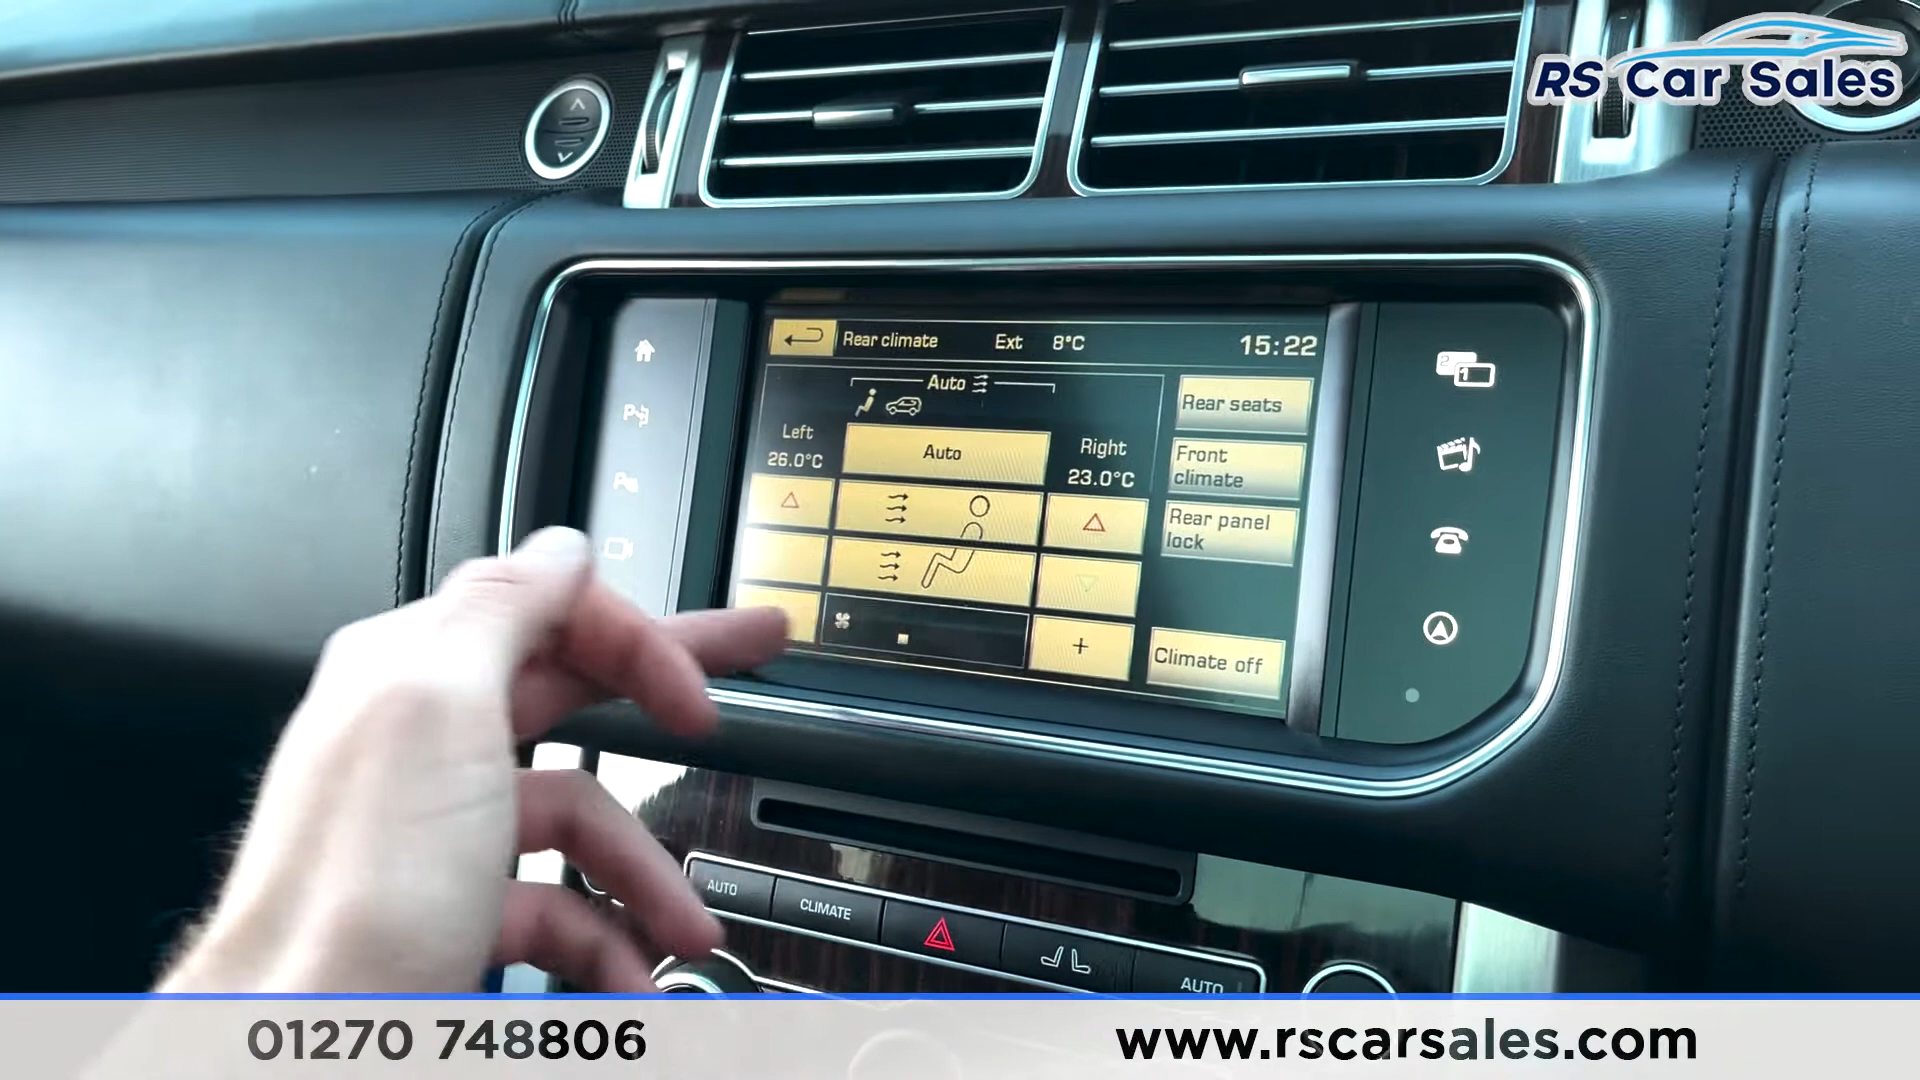 RS Car Sales
Rear climate Ext 8°C 15:22
Auto
Rear seats
Left
26.0°C
Auto
Right
23.0°C
Front
climate
Rear panel
lock
+
Climate off
AUTO
CLIMATE
AUTO
01270 748806
www.rscarsales.com